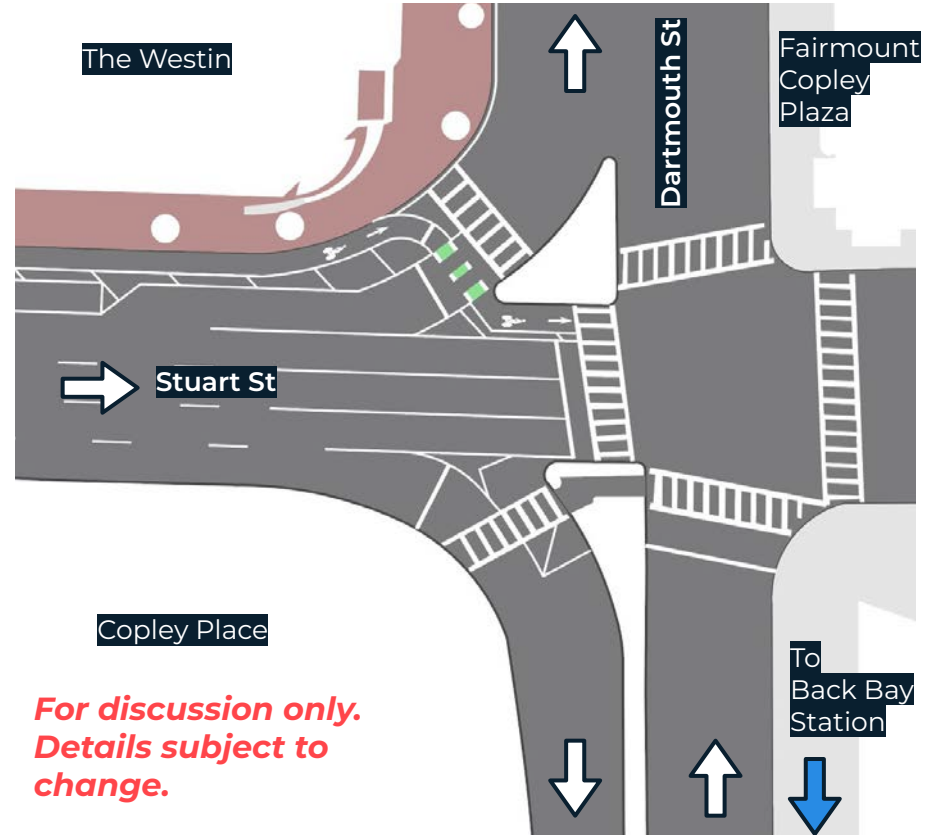 The Westin
Dartmouth St
Fairmount
Copley
Plaza
Stuart St
Copley Place
For discussion only.
Details subject to
change.
To
Back Bay
Station